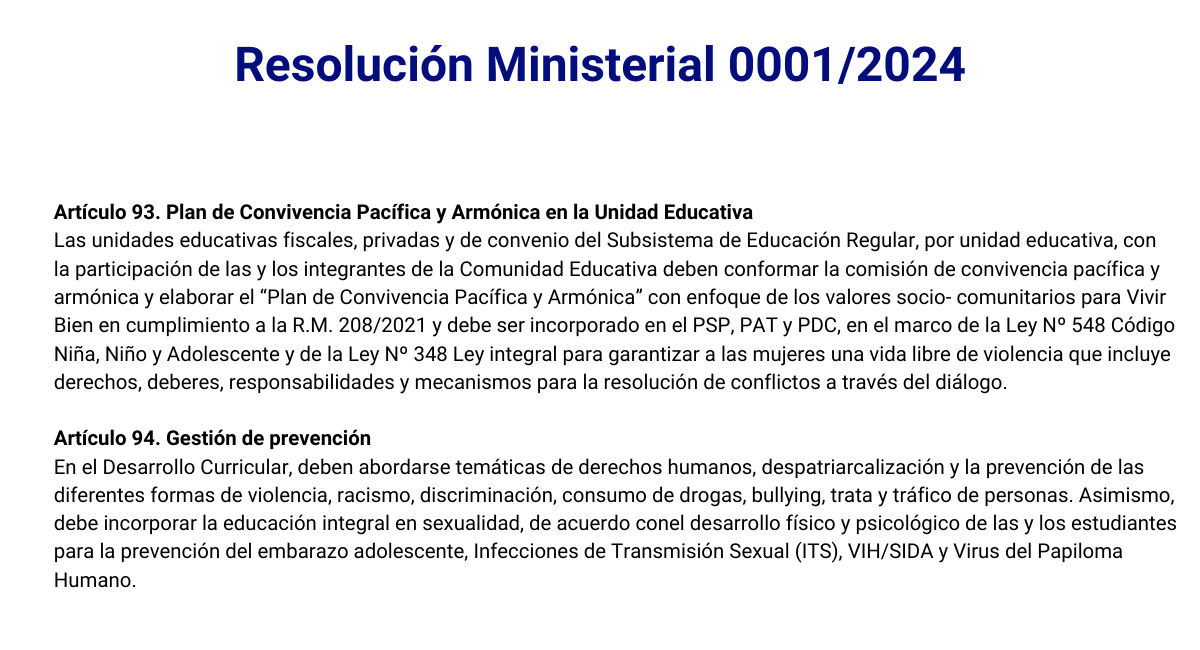 Resolución Ministerial 0001/2024
Artículo 93. Plan de Convivencia Pacífica y Armónica en la Unidad Educativa
Las unidades educativas fiscales, privadas y de convenio del Subsistema de Educación Regular, por unidad educativa, con
la participación de las y los integrantes de la Comunidad Educativa deben conformar la comisión de convivencia pacífica y
armónica y elaborar el “Plan de Convivencia Pacífica y Armónica” con enfoque de los valores socio- comunitarios para Vivir
Bien en cumplimiento a la R.M. 208/2021 y debe ser incorporado en el PSP, PAT y PDC, en el marco de la Ley Nº 548 Código
Niña, Niño y Adolescente y de la Ley Nº 348 Ley integral para garantizar a las mujeres una vida libre de violencia que incluye
derechos, deberes, responsabilidades y mecanismos para la resolución de conflictos a través del diálogo.
Artículo 94. Gestión de prevención
En el Desarrollo Curricular, deben abordarse temáticas de derechos humanos, despatriarcalización y la prevención de las
diferentes formas de violencia, racismo, discriminación, consumo de drogas, bullying, trata y tráfico de personas. Asimismo,
debe incorporar la educación integral en sexualidad, de acuerdo conel desarrollo físico y psicológico de las y los estudiantes
para la prevención del embarazo adolescente, Infecciones de Transmisión Sexual (ITS), VIH/SIDA y Virus del Papiloma
Humano.